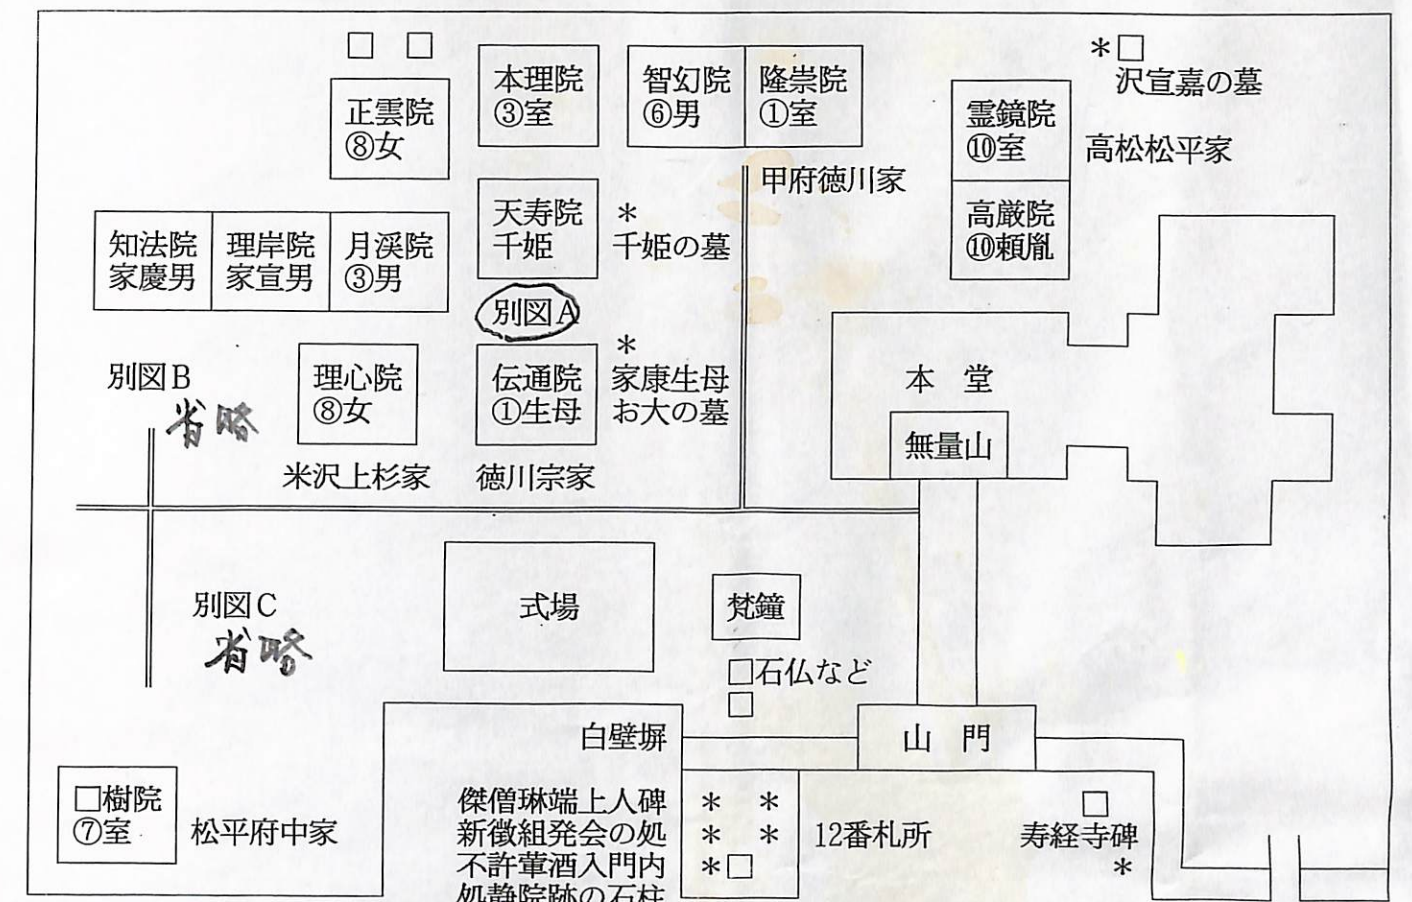 本理院
③室
智幻院
⑥男
隆崇院
①室
＊□
沢宣嘉の墓
正雲院
⑧女
霊鏡院
⑩室
高松松平家
甲府徳川家
天寿院
千姫
＊
千姫の墓
高厳院
⑩頼胤
知法院
家慶男
理岸院
家宣男
月渓院
③男
別図A
別図B
省略
理心院
⑧女
伝通院
①生母
＊
家康生母
お大の墓
本 堂
無量山
米沢上杉家
徳川宗家
別図C
省略
式場
梵鐘
□石仏など
白壁塀
山 門
□樹院
⑦室
松平府中家
傑僧琳端上人碑 ＊ ＊
新徴組発会の処 ＊ ＊
不許葷酒入門内 ＊□
処静院跡の石柱
12番札所
寿経寺碑
＊